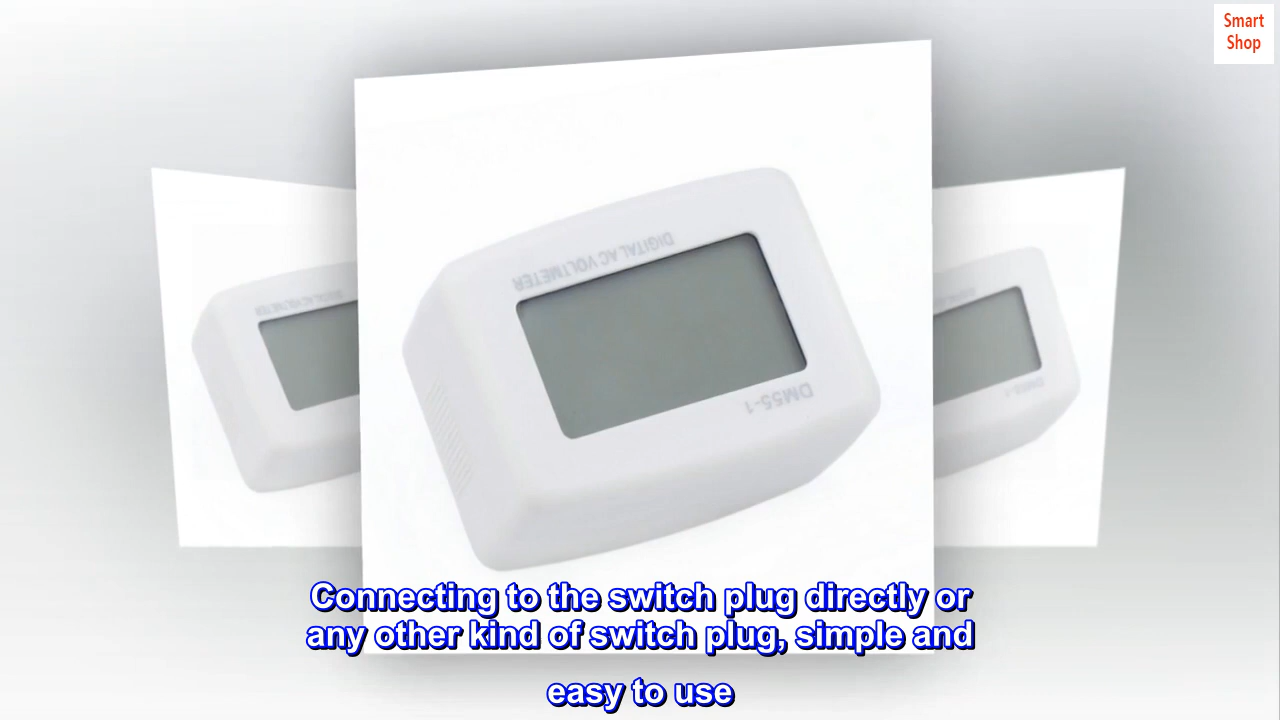 Smart
Shop
DIGITAL AC VOLTMETER
DM55-1
Connecting to the switch plug directly or
any other kind of switch plug, simple and
easy to use